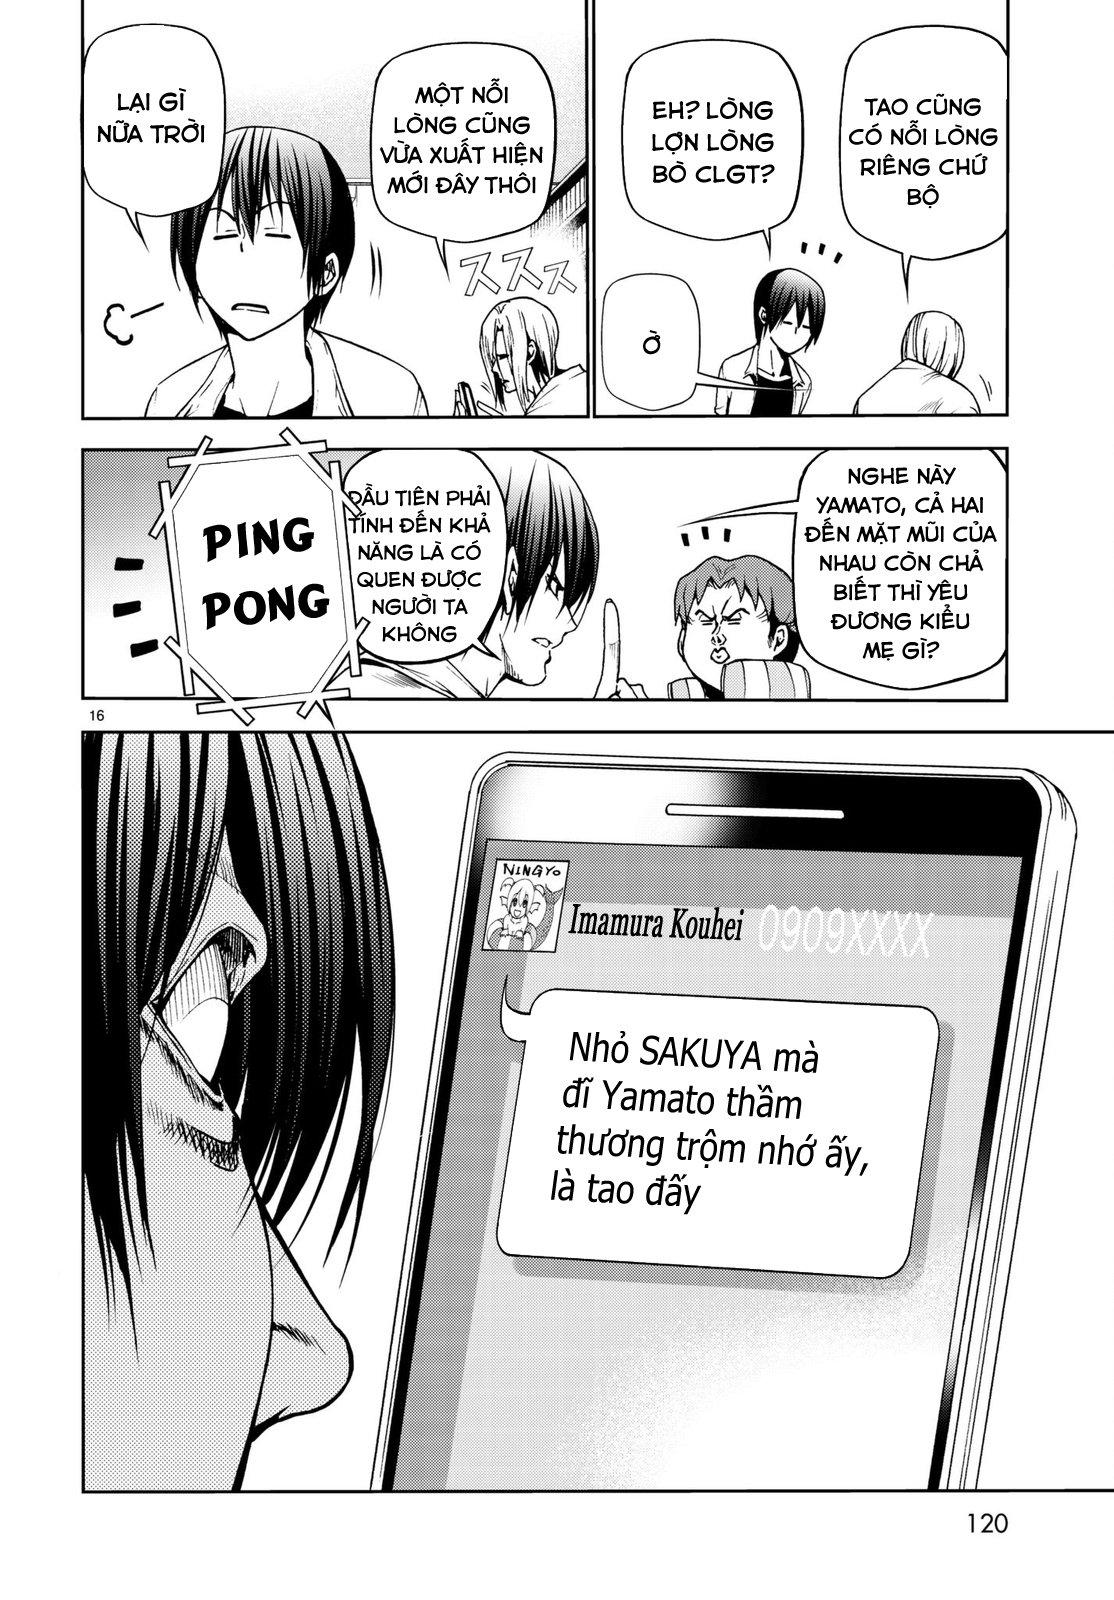 TAO CŨNG
CÓ NỖI LÒNG
RIÊNG CHỨ
BỘ
EH? LÒNG
LỢN LÒNG
BÒ CLGT?
Ờ
MỘT NỖI
LÒNG CŨNG
VỪA XUẤT HIỆN
MỚI ĐÂY THÔI
ススス
LẠI GÌ
NỮA TRỜI
NGHE NÀY
YAMATO, CẢ HAI
ĐẾN MẶT MŨI CỦA
NHAU CÒN CHẢ
BIẾT THÌ YÊU
ĐƯƠNG KIỂU
MẸ GÌ?
ĐẦU TIÊN PHẢI
TÍNH ĐẾN KHẢ
NĂNG LÀ CÓ
QUEN ĐƯỢC
NGƯỜI TA
KHÔNG
PING
PONG
16
NINGYO
Imamura Kouhei 0909XXXX
Nhỏ SAKUYA mà
đĩ Yamato thầm
thương trộm nhớ ấy,
là tao đấy
120